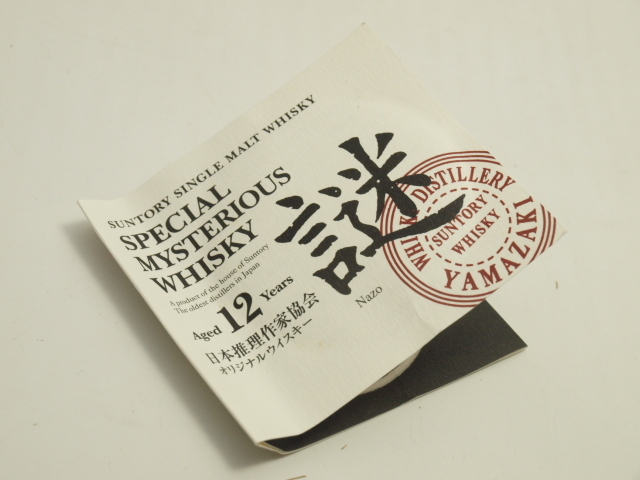 SUNTORY SINGLE MALT WHISKY
SPECIAL
MYSTERIOUS
WHISKY
A product of the house of Suntory
The oldest distillers in Japan
Aged 12 Years
日本推理作家協会
オリジナルウイスキー
謎
Nazo
WHISKY DISTILLERY
SUNTORY
WHISKY
YAMAZAKI